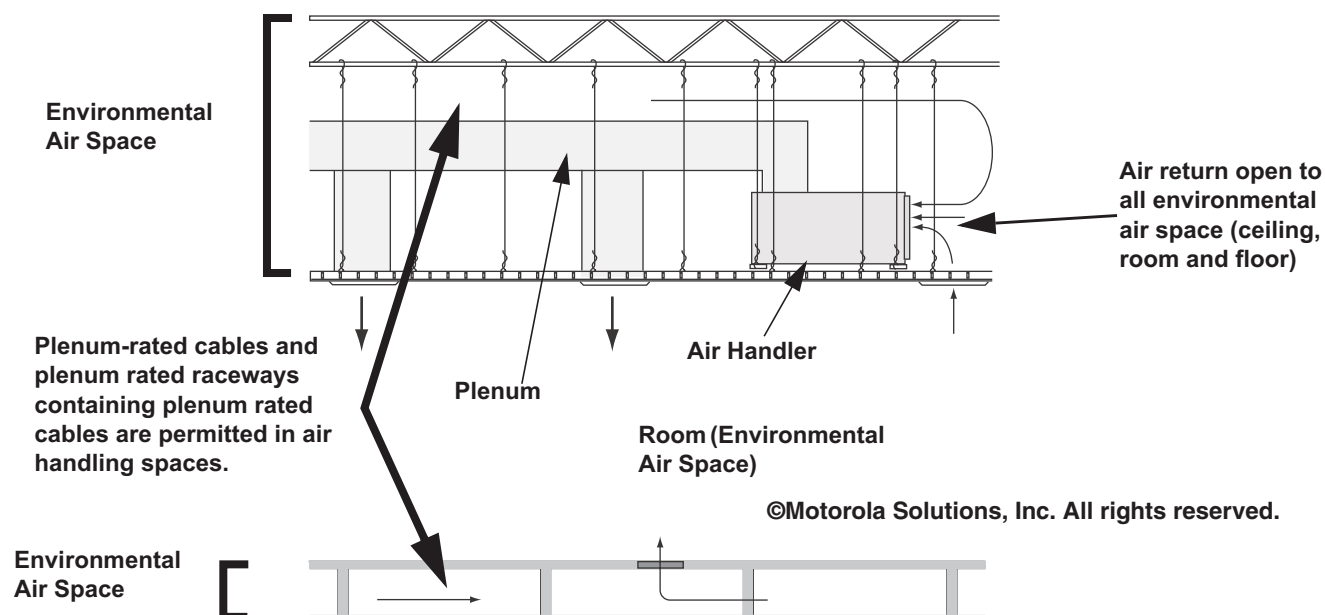 Environmental
Air Space
Air return open to
all environmental
air space (ceiling,
room and floor)
Plenum-rated cables and
plenum rated raceways
containing plenum rated
cables are permitted in air
handling spaces.
Plenum
Air Handler
Room (Environmental
Air Space)
©Motorola Solutions, Inc. All rights reserved.
Environmental
Air Space